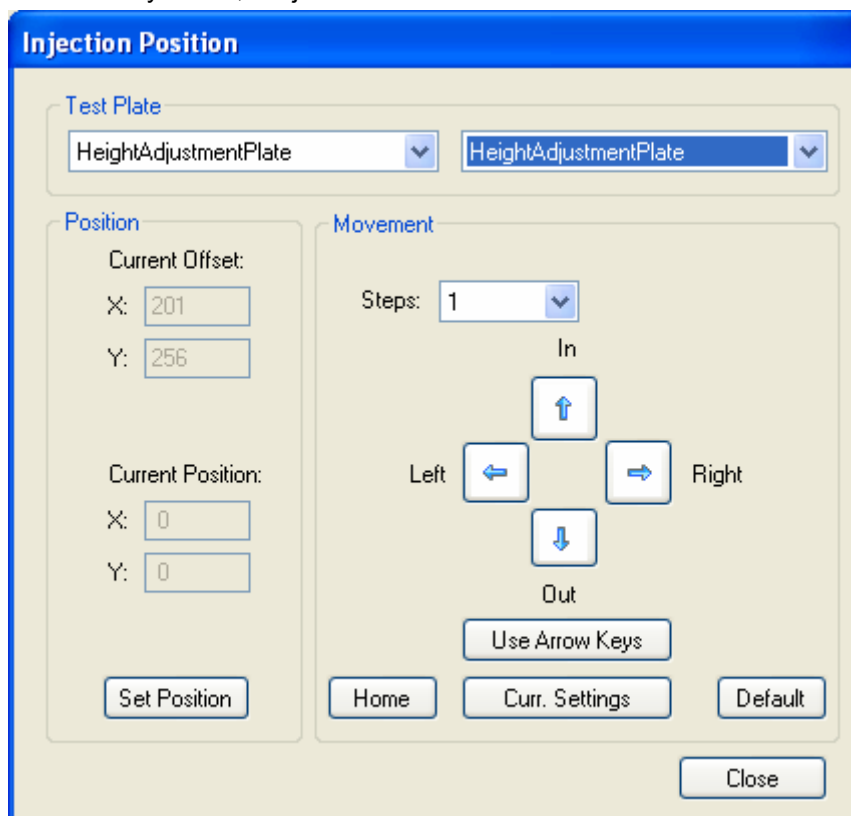 Injection Position
Test Plate
HeightAdjustmentPlate HeightAdjustmentPlate
Position
Current Offset:
X: 201
Y: 256
Current Position:
X: 0
Y: 0
Set Position
Movement
Steps: 1
In
Left Right
Out
Use Arrow Keys
Home Curr. Settings Default
Close